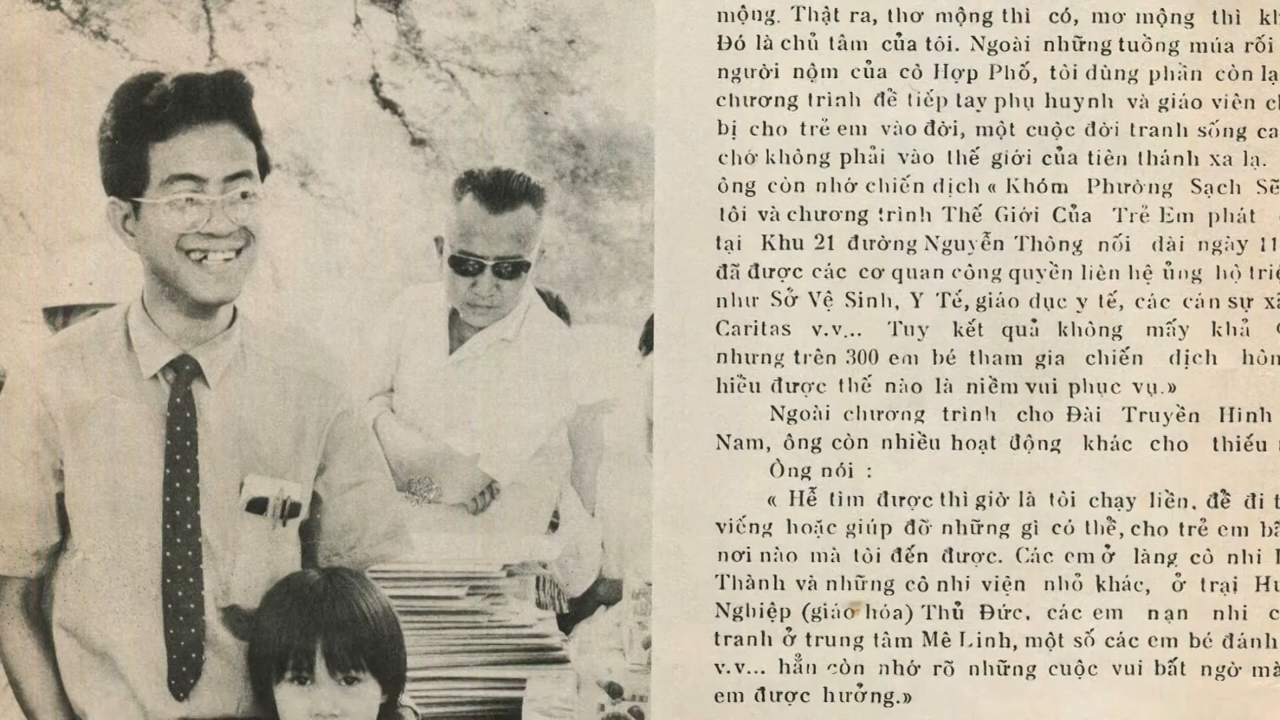 mộng. Thật ra, thơ mộng thì có, mơ mộng thì
Đó là chủ tâm của tôi. Ngoài những tuồng múa rối
người nộm của cô Hợp Phố, tôi dùng phần còn
chương trình để tiếp tay phụ huynh và giáo viên
bị cho trẻ em vào đời, một cuộc đời tranh sống
chớ không phải vào thế giới của tiên thánh xa lạ.
ông còn nhớ chiến dịch « Khóm Phường Sạch
tôi và chương trình Thế Giới Của Trẻ Em phát
tại Khu 21 đường Nguyễn Thông nối dài ngày 11
đã được các cơ quan công quyền liên hệ ủng hộ
như Sở Vệ Sinh, Y Tế, giáo dục y tế, các cán sự
Caritas v.v... Tuy kết quả không mấy khả
nhưng trên 300 em bé tham gia chiến dịch
hiểu được thế nào là niềm vui phục vụ.»
Ngoài chương trình cho Đài Truyền Hình
Nam, ông còn nhiều hoạt động khác cho thiếu
Ông nói :
« Hễ tìm được thì giờ là tôi chạy liền, để đi
viếng hoặc giúp đỡ những gì có thể, cho trẻ em
nơi nào mà tôi đến được. Các em ở làng cô nhi
Thành và những cô nhi viện nhỏ khác, ở trại
Nghiệp (giáo hóa) Thủ Đức, các em nạn nhi
tranh ở trung tâm Mê Linh, một số các em bé đánh
v.v... hẳn còn nhớ rõ những cuộc vui bất ngờ
em được hưởng.»